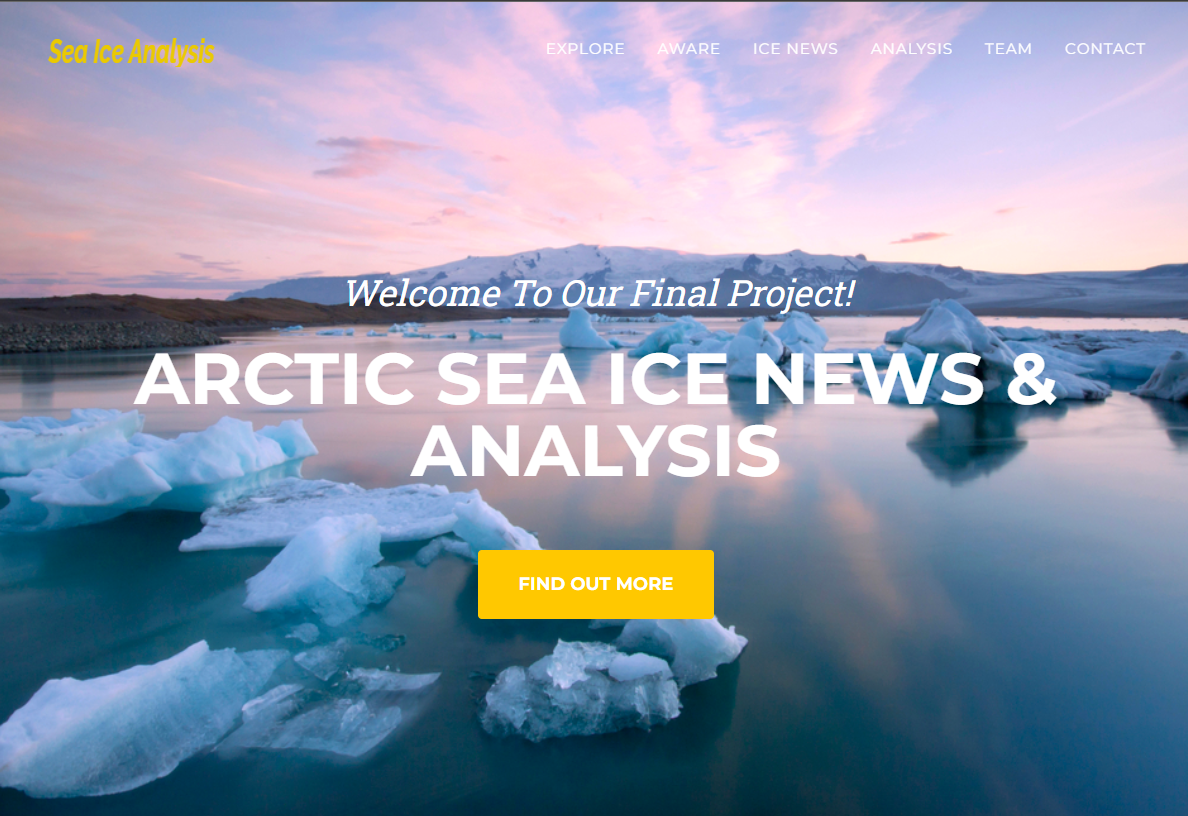 Sea Ice Analysis
EXPLORE AWARE ICE NEWS ANALYSIS TEAM CONTACT
Welcome To Our Final Project!
ARCTIC SEA ICE NEWS &
ANALYSIS
FIND OUT MORE